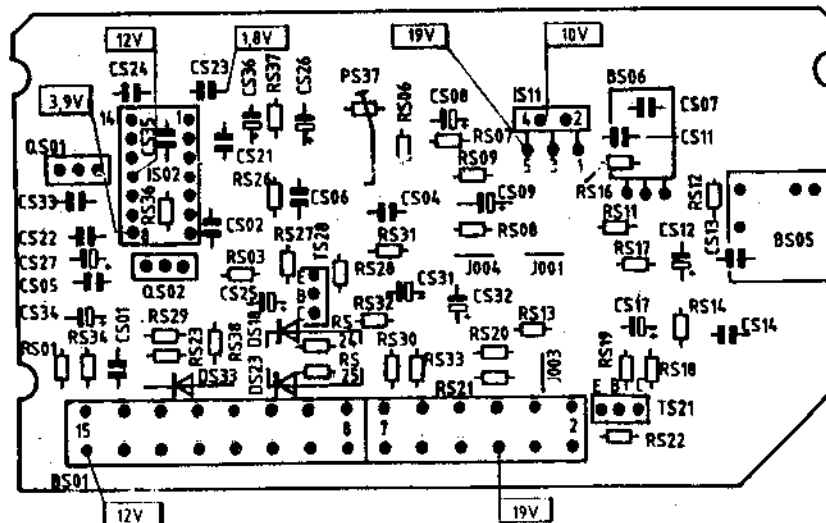 12V
1,8V
19V
10V
CS24
CS23
CS36
RS37
CS26
PS37
RS06
CS08
IS11
BS06
3,9V
14
1
CS35
CS21
4
2
CS07
CS11
QS01
IS02
RS07
5
3
1
RS09
RS16
RS36
RS26
CS06
CS04
CS09
RS12
CS33
8
CS02
RS27
TS28
RS31
RS08
RS11
CS12
CS13
BS05
CS22
CS27
CS05
RS03
RS28
J004
J001
RS17
QS02
CS25
E
B
C
CS31
CS34
CS01
RS29
DS18
RS32
CS32
RS13
CS17
RS14
CS14
RS01
RS34
RS23
RS38
DS23
RS
24
RS30
RS33
RS20
J003
RS19
RS18
DS33
RS
25
RS21
E B C
TS21
15
8
7
2
RS22
BS01
12V
19V